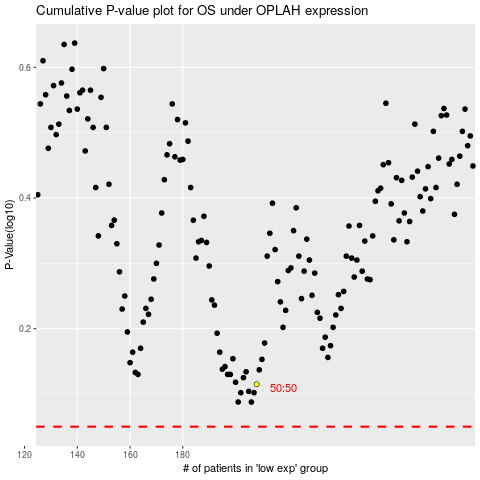 Cumulative P-value plot for OS under OPLAH expression
P-Value(log10)
0.6
0.4
0.2
50:50
120 140 160 180
# of patients in 'low exp' group